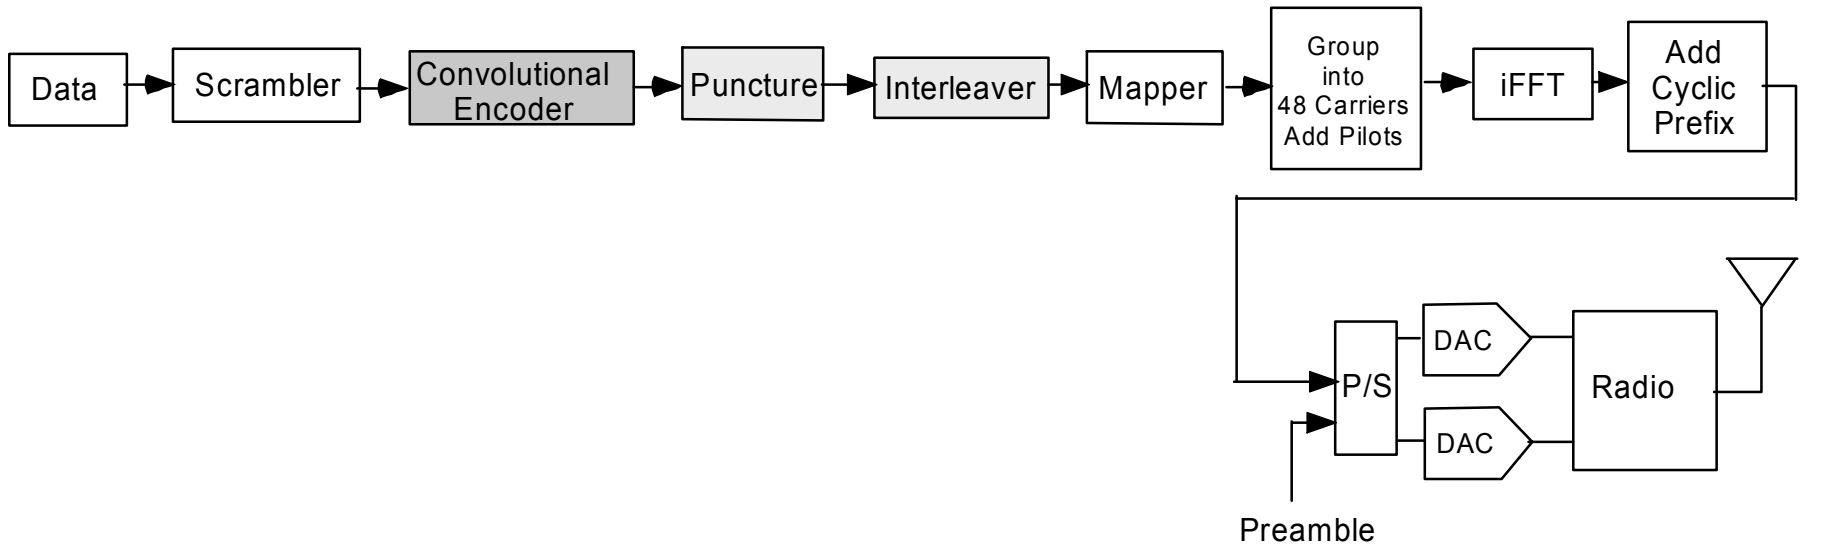 Data
Scrambler
Convolutional
Encoder
Puncture
Interleaver
Mapper
Group
into
48 Carriers
Add Pilots
iFFT
Add
Cyclic
Prefix
P/S
DAC
DAC
Radio
Preamble